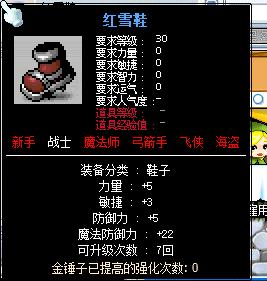 红雪鞋
要求等级 : 30
要求力量 : 0
要求敏捷 : 0
要求智力 : 0
要求运气 : 0
要求人气度 : -
道具等级 : -
道具经验值 : -
新手 战士 魔法师 弓箭手 飞侠 海盗
装备分类 : 鞋子
力量 : +5
敏捷 : +3
防御力 : +5
魔法防御力 : +22
可升级次数 : 7回
金锤子已提高的强化次数: 0